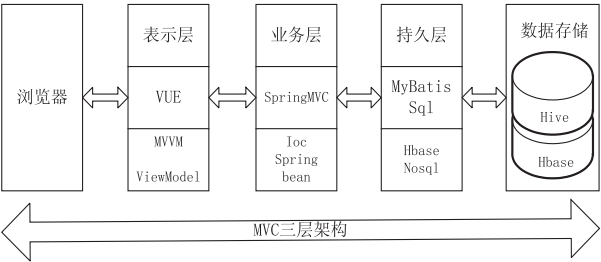 浏览器
表示层
VUE
MVVM
ViewModel
业务层
SpringMVC
Ioc
Spring
bean
持久层
MyBatis
Sql
Hbase
Nosql
数据存储
Hive
Hbase
MVC三层架构